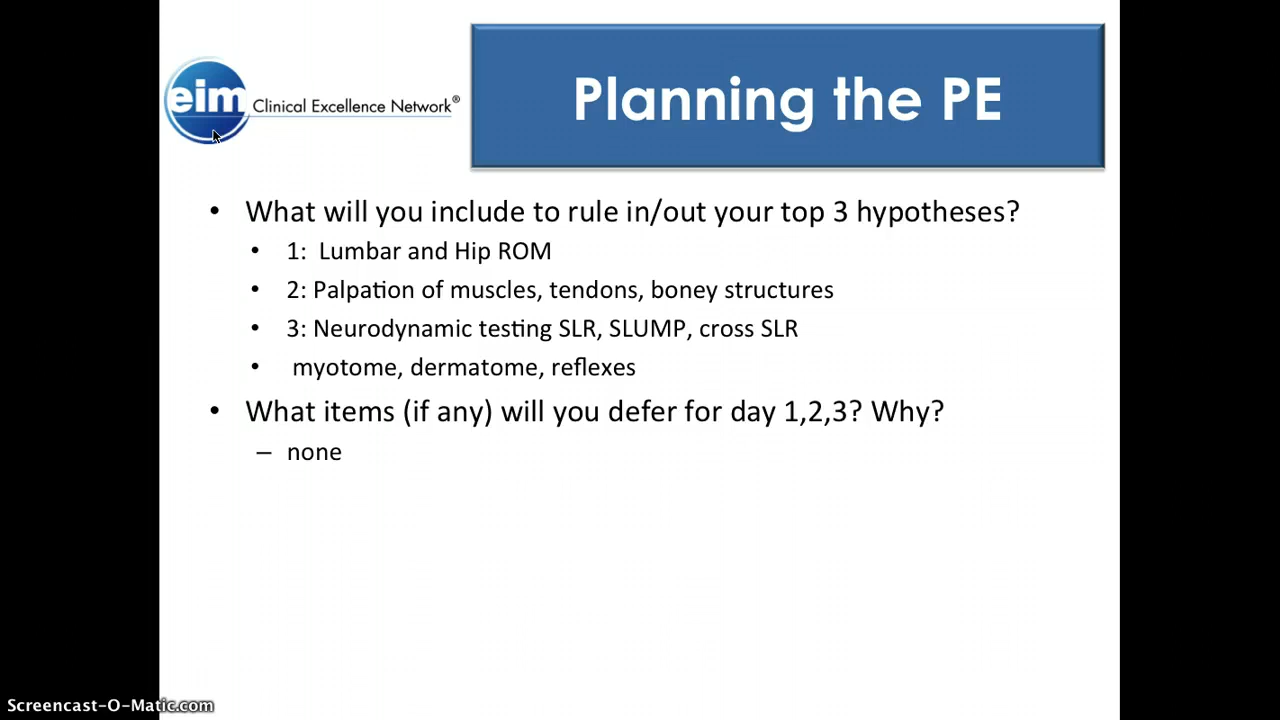 eim Clinical Excellence Network®
Planning the PE
• What will you include to rule in/out your top 3 hypotheses?
• 1: Lumbar and Hip ROM
• 2: Palpation of muscles, tendons, boney structures
• 3: Neurodynamic testing SLR, SLUMP, cross SLR
• myotome, dermatome, reflexes
• What items (if any) will you defer for day 1,2,3? Why?
– none
Screencast-O-Matic.com